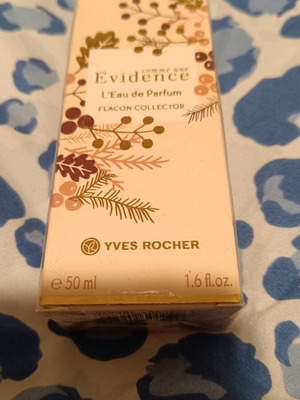 comme une
Evidence
L'Eau de Parfum
FLACON COLLECTOR
YVES ROCHER
e 50 ml 1.6 fl.oz.